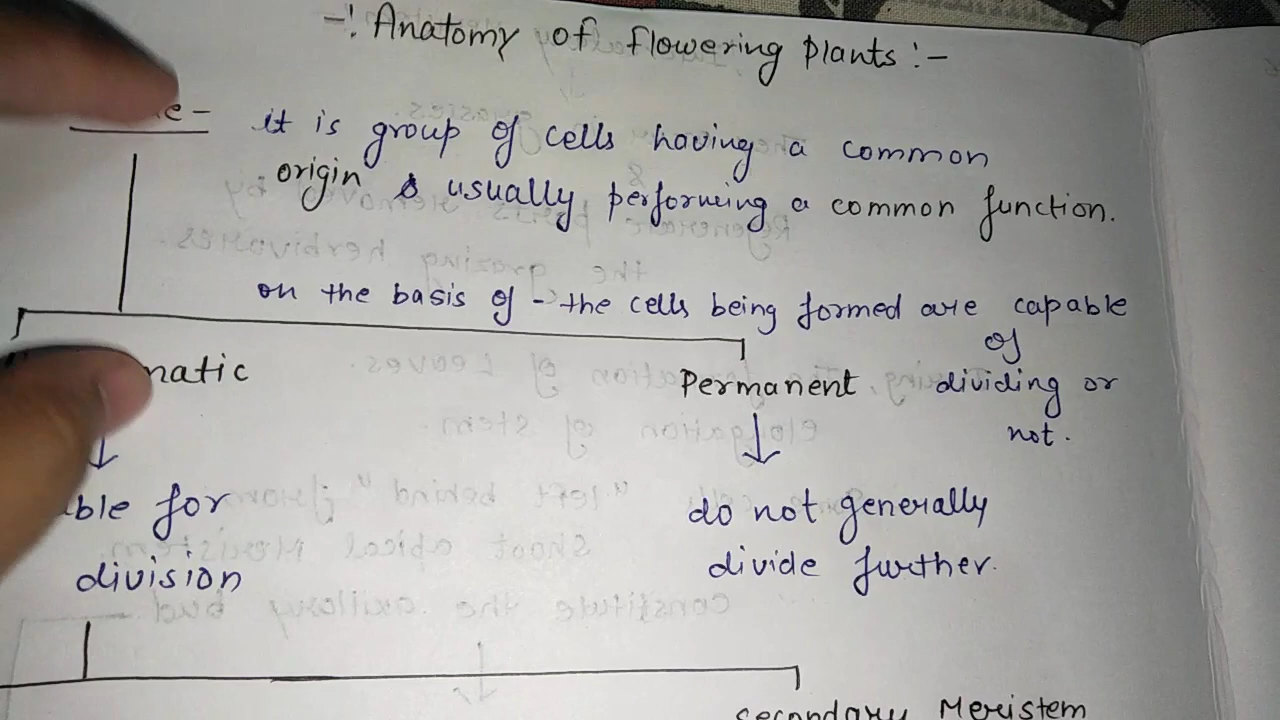 -: Anatomy of flowering plants :-
it is group of cells having a common
origin & usually performing a common function.
on the basis of - the cells being formed are capable
of
Permanent dividing or
not.
for do not generally
division divide further.
secondary Meristem